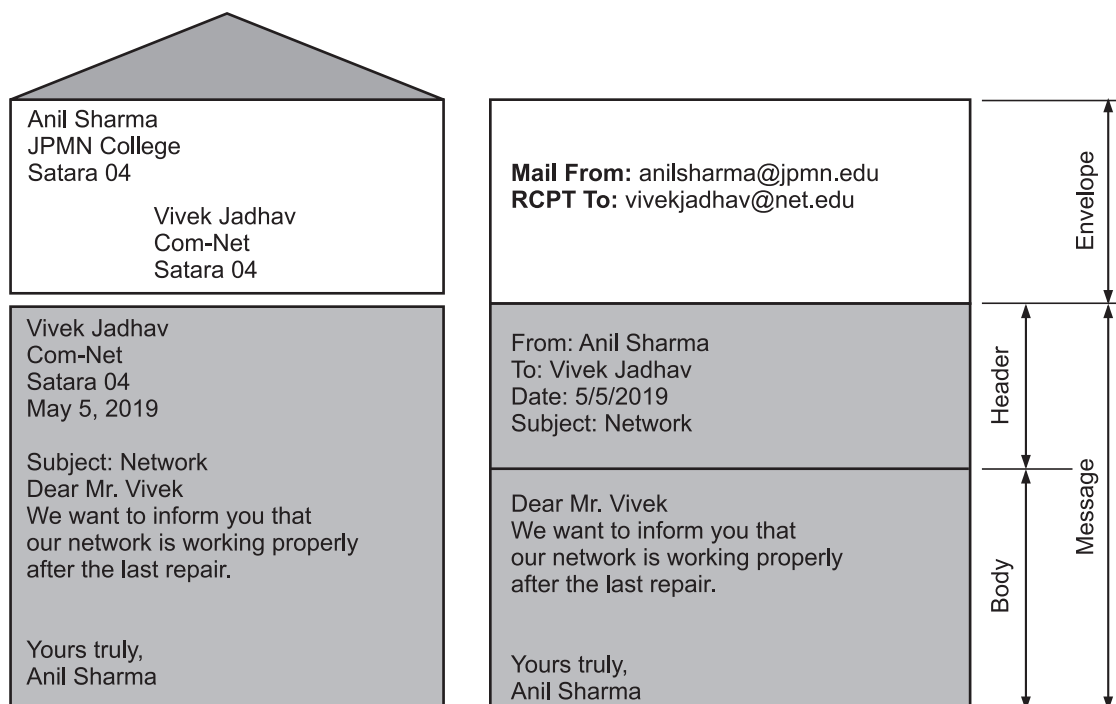 Anil Sharma
JPMN College
Satara 04
Vivek Jadhav
Com-Net
Satara 04
Vivek Jadhav
Com-Net
Satara 04
May 5, 2019
Subject: Network
Dear Mr. Vivek
We want to inform you that
our network is working properly
after the last repair.
Yours truly,
Anil Sharma
Mail From: anilsharma@jpmn.edu
RCPT To: vivekjadhav@net.edu
From: Anil Sharma
To: Vivek Jadhav
Date: 5/5/2019
Subject: Network
Dear Mr. Vivek
We want to inform you that
our network is working properly
after the last repair.
Yours truly,
Anil Sharma
Envelope
Header
Body
Message